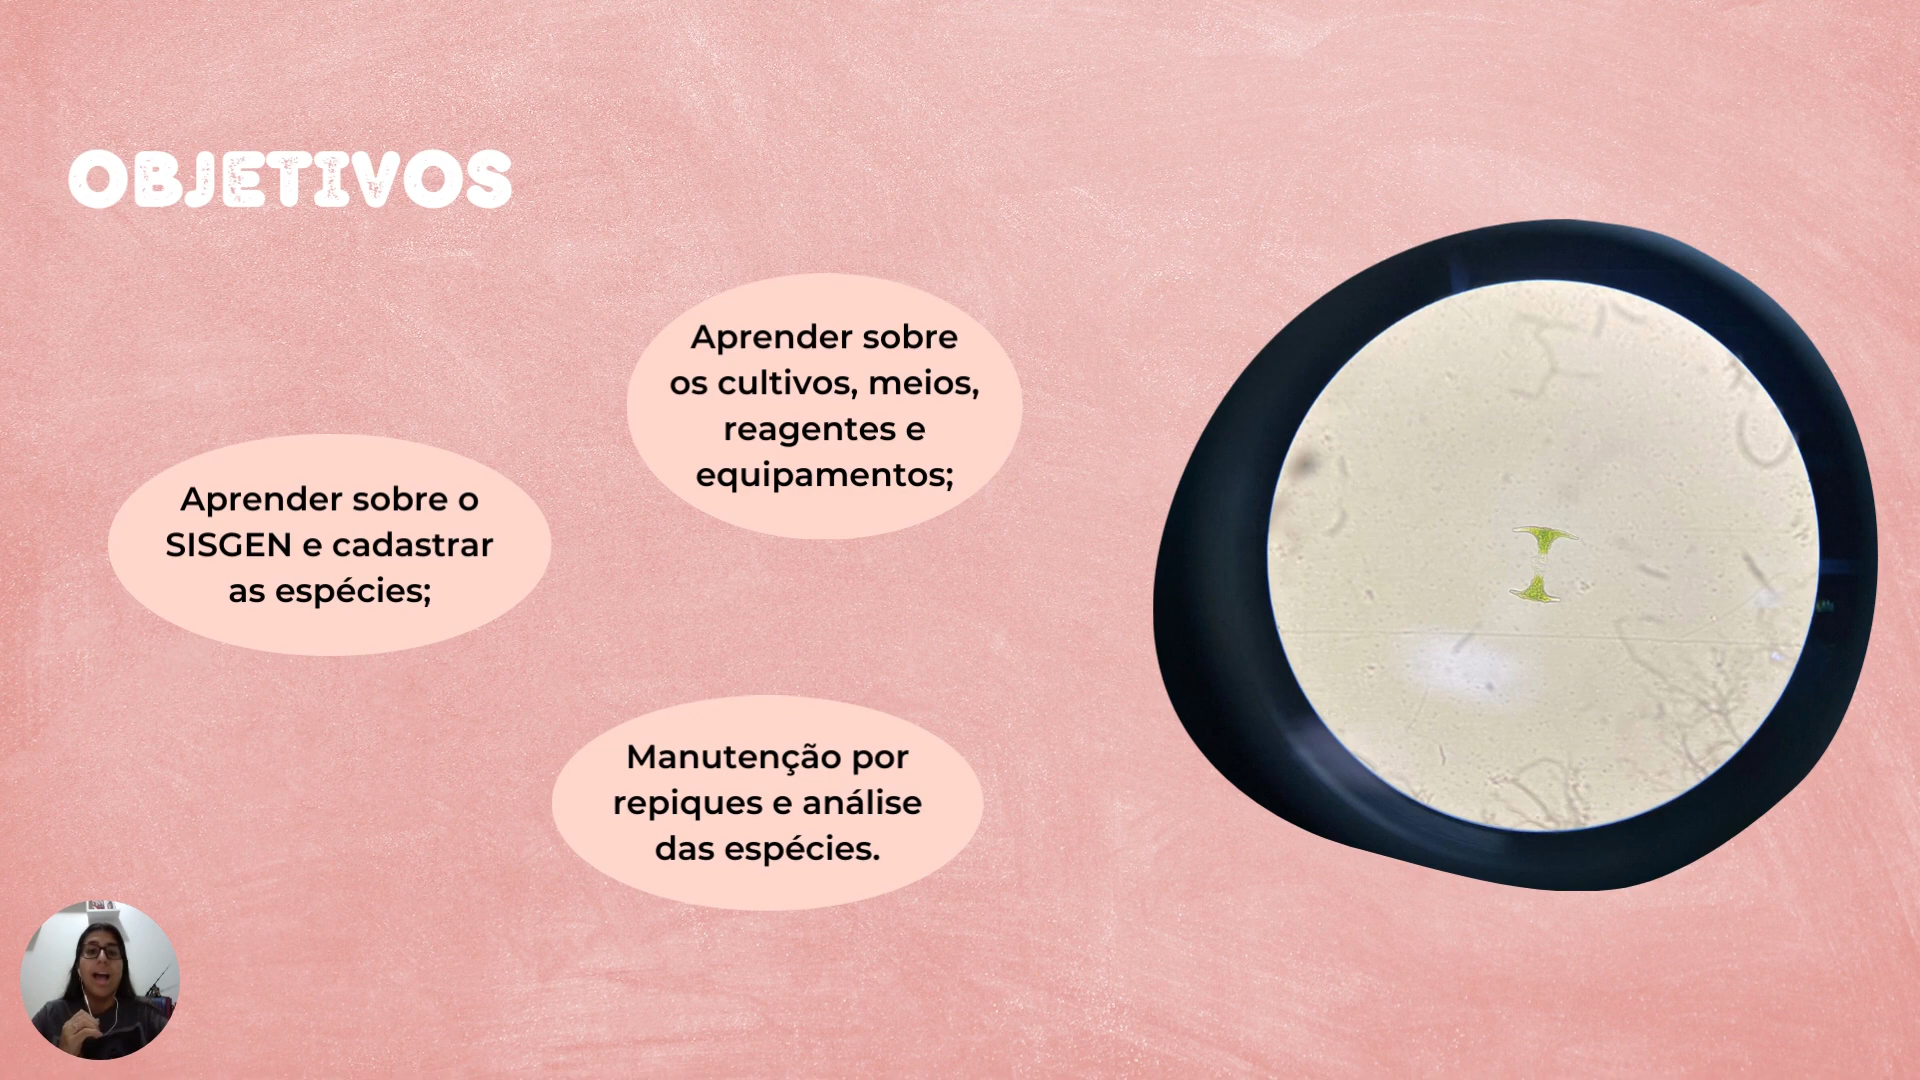 OBJETIVOS
Aprender sobre o
SISGEN e cadastrar
as espécies;
Aprender sobre
os cultivos, meios,
reagentes e
equipamentos;
Manutenção por
repiques e análise
das espécies.